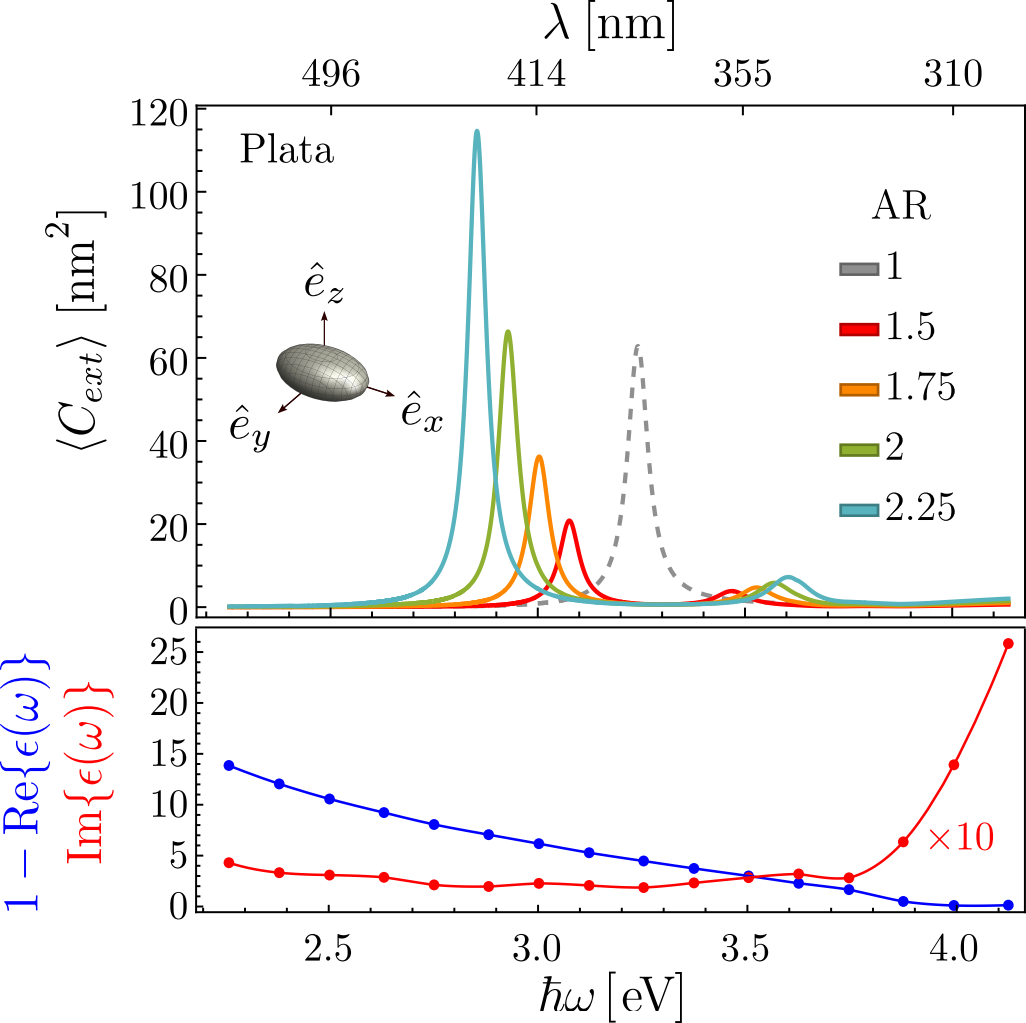 λ [nm]
496 414 355 310
120
100
80
60
40
20
0
⟨C_ext⟩ [nm²]
Plata
ê_z
ê_y
ê_x
AR
1
1.5
1.75
2
2.25
25
20
15
10
5
0
1 − Re{ϵ(ω)}
Im{ϵ(ω)}
×10
2.5 3.0 3.5 4.0
ħω [eV]